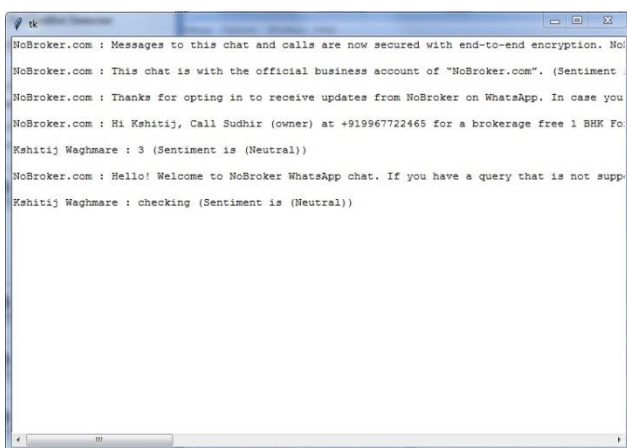 tk
NoBroker.com : Messages to this chat and calls are now secured with end-to-end encryption. No
NoBroker.com : This chat is with the official business account of “NoBroker.com”. (Sentiment
NoBroker.com : Thanks for opting in to receive updates from NoBroker on WhatsApp. In case you
NoBroker.com : Hi Kshitij, Call Sudhir (owner) at +919967722465 for a brokerage free 1 BHK Fo
Kshitij Waghmare : 3 (Sentiment is (Neutral))
NoBroker.com : Hello! Welcome to NoBroker WhatsApp chat. If you have a query that is not supp
Kshitij Waghmare : checking (Sentiment is (Neutral))